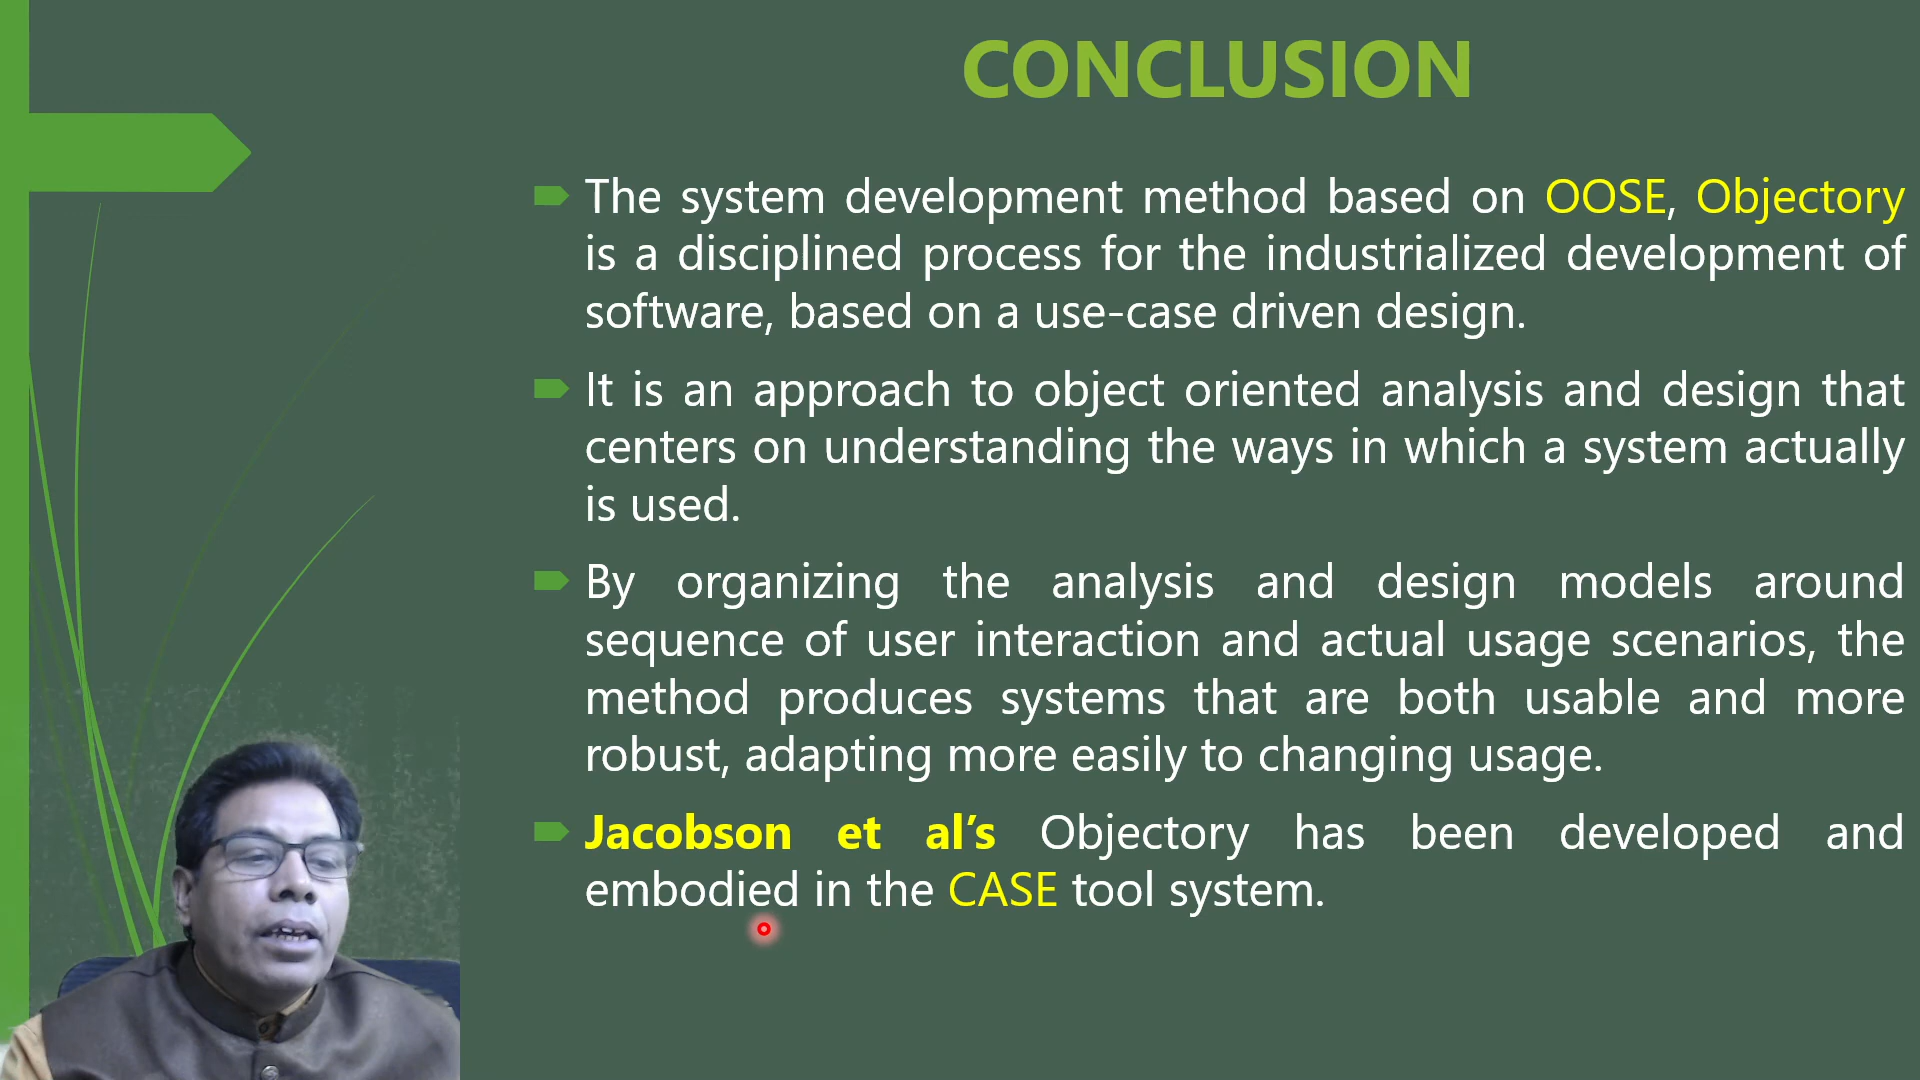 CONCLUSION
The system development method based on OOSE, Objectory
is a disciplined process for the industrialized development of
software, based on a use-case driven design.
It is an approach to object oriented analysis and design that
centers on understanding the ways in which a system actually
is used.
By organizing the analysis and design models around
sequence of user interaction and actual usage scenarios, the
method produces systems that are both usable and more
robust, adapting more easily to changing usage.
Jacobson et al’s Objectory has been developed and
embodied in the CASE tool system.